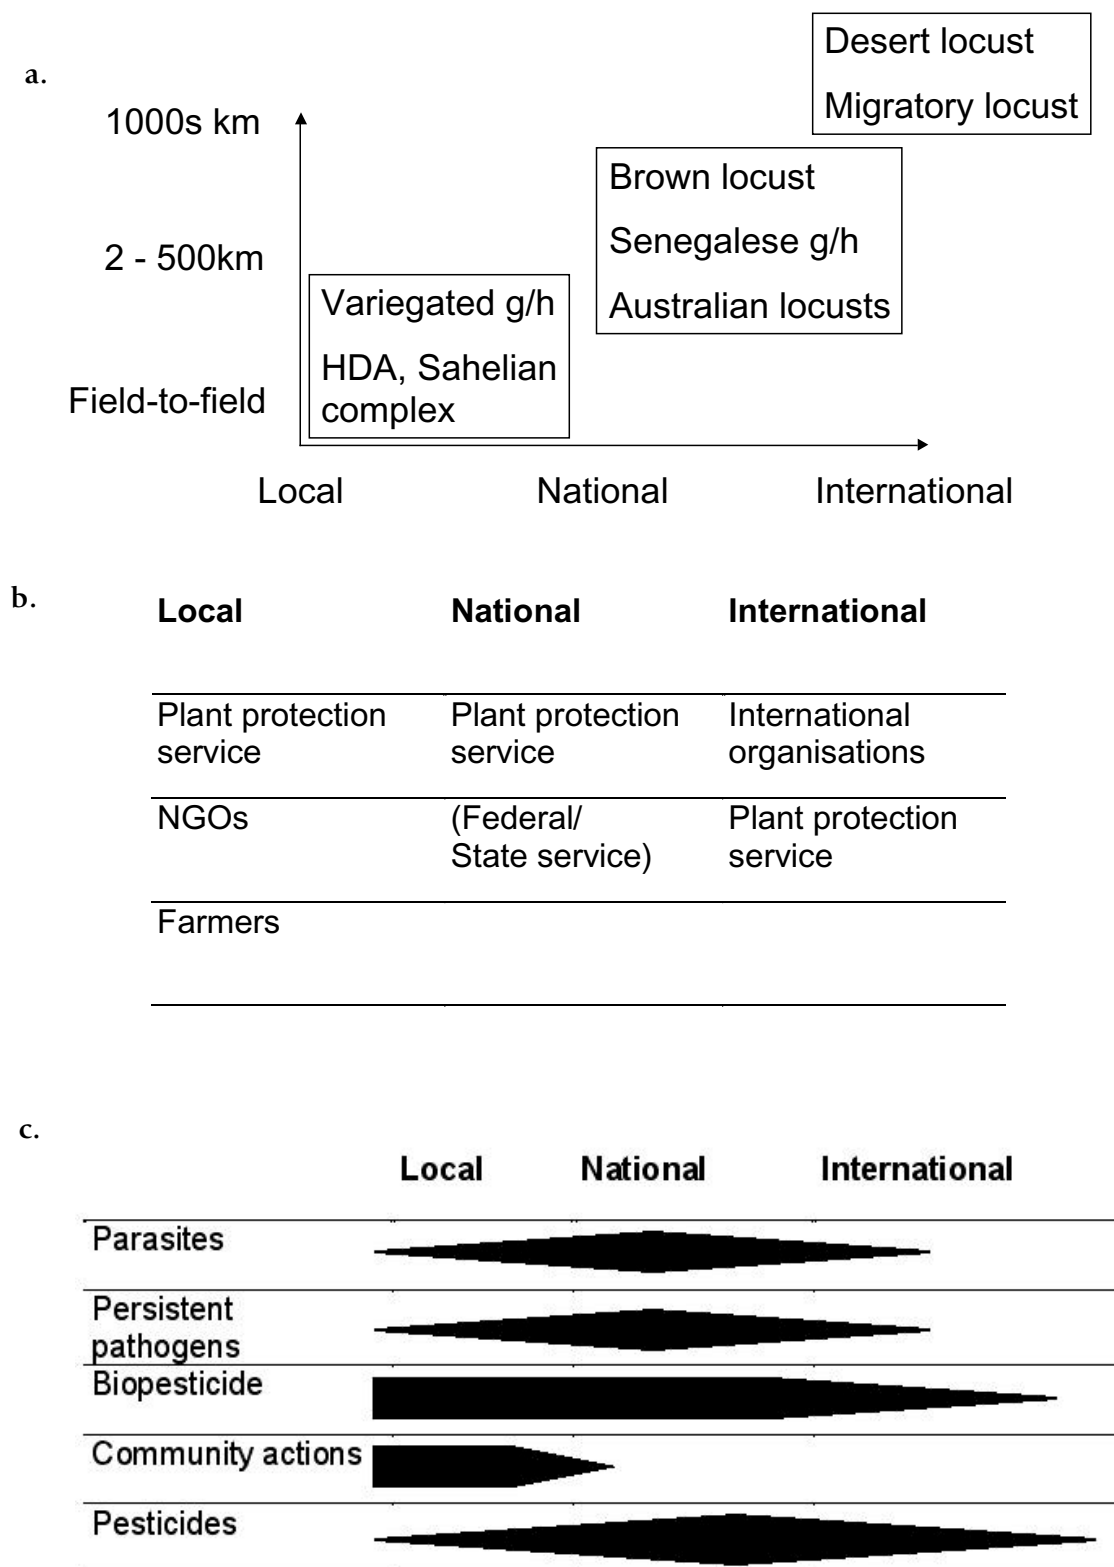 a.
Desert locust
Migratory locust
1000s km
Brown locust
Senegalese g/h
Australian locusts
2 - 500km
Variegated g/h
HDA, Sahelian
complex
Field-to-field
Local National International
b.
Local National International
Plant protection
service
Plant protection
service
International
organisations
NGOs
(Federal/
State service)
Plant protection
service
Farmers
c.
Local National International
Parasites
Persistent
pathogens
Biopesticide
Community actions
Pesticides